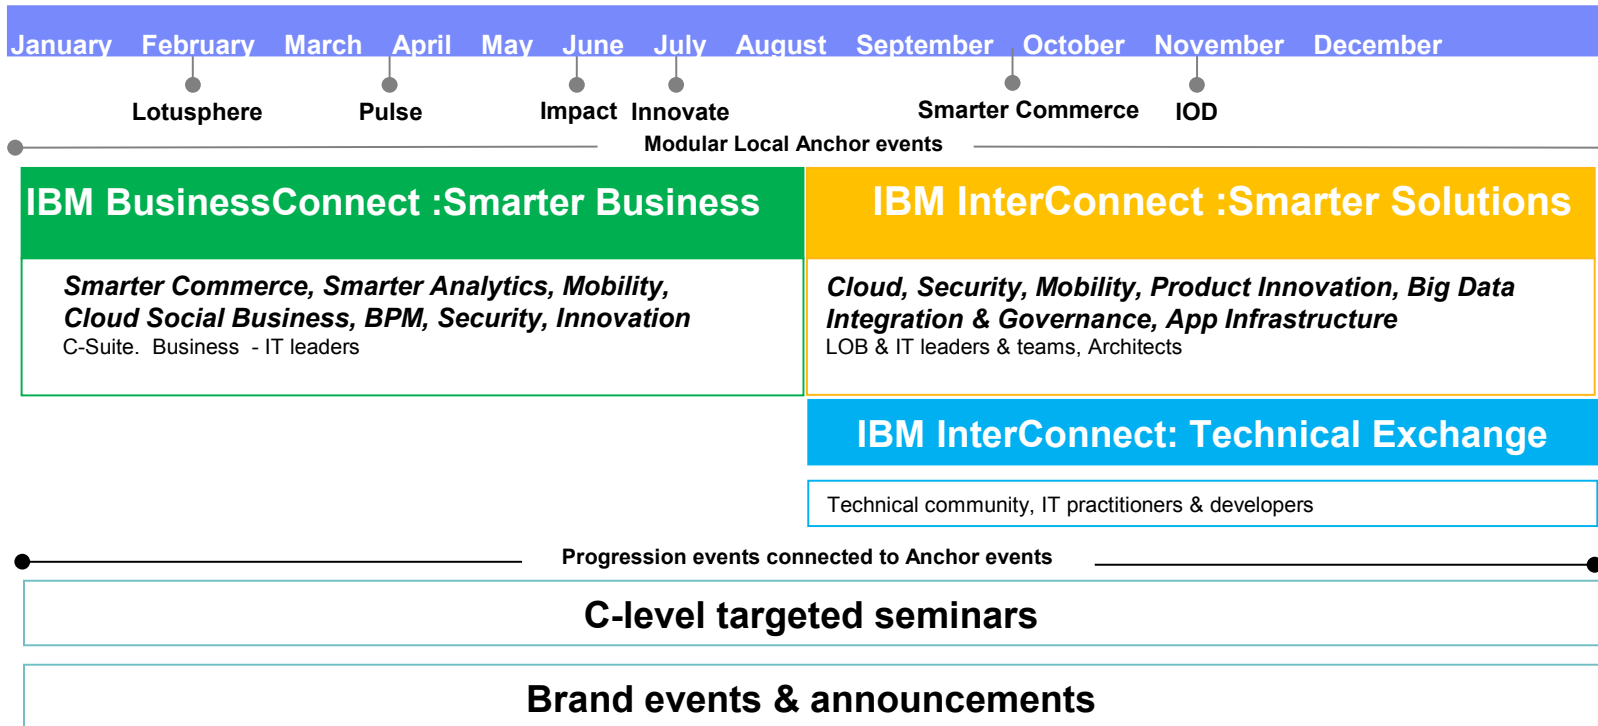 January February March April May June July August September October November December
Lotusphere Pulse Impact Innovate Smarter Commerce IOD
Modular Local Anchor events
IBM BusinessConnect :Smarter Business
IBM InterConnect :Smarter Solutions
Smarter Commerce, Smarter Analytics, Mobility,
Cloud Social Business, BPM, Security, Innovation
C-Suite. Business - IT leaders
Cloud, Security, Mobility, Product Innovation, Big Data
Integration & Governance, App Infrastructure
LOB & IT leaders & teams, Architects
IBM InterConnect: Technical Exchange
Technical community, IT practitioners & developers
Progression events connected to Anchor events
C-level targeted seminars
Brand events & announcements